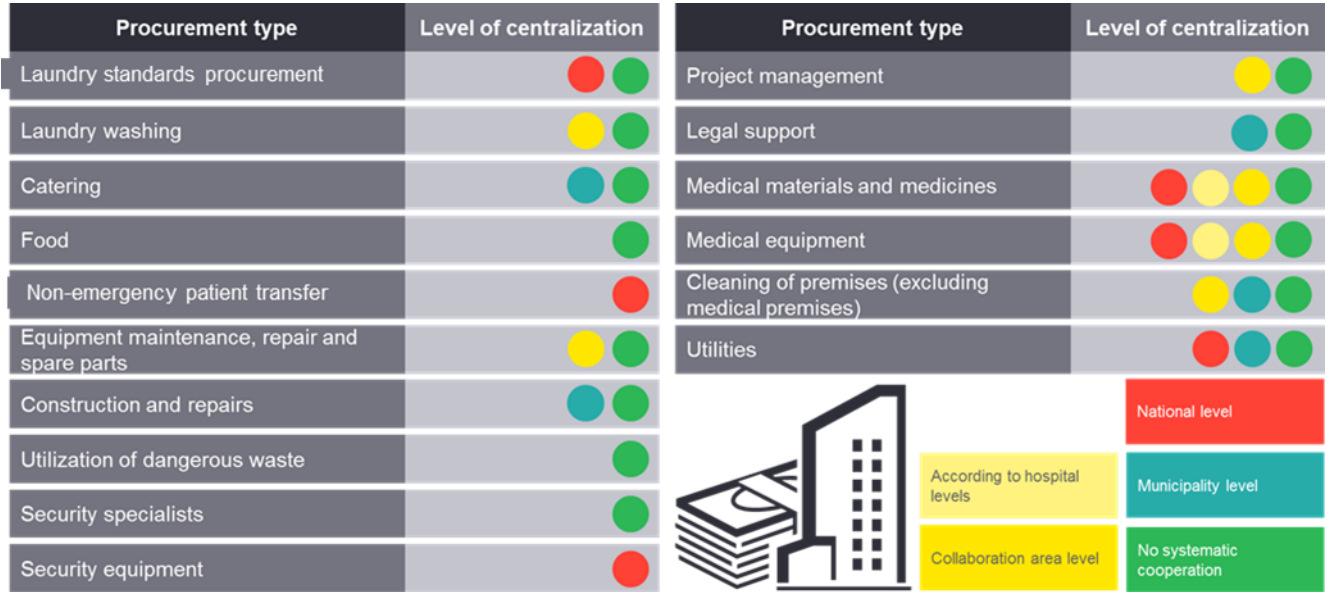 Procurement type Level of centralization
Laundry standards procurement
Laundry washing
Catering
Food
Non-emergency patient transfer
Equipment maintenance, repair and
spare parts
Construction and repairs
Utilization of dangerous waste
Security specialists
Security equipment
Procurement type Level of centralization
Project management
Legal support
Medical materials and medicines
Medical equipment
Cleaning of premises (excluding
medical premises)
Utilities
National level
According to hospital
levels
Municipality level
Collaboration area level
No systematic
cooperation